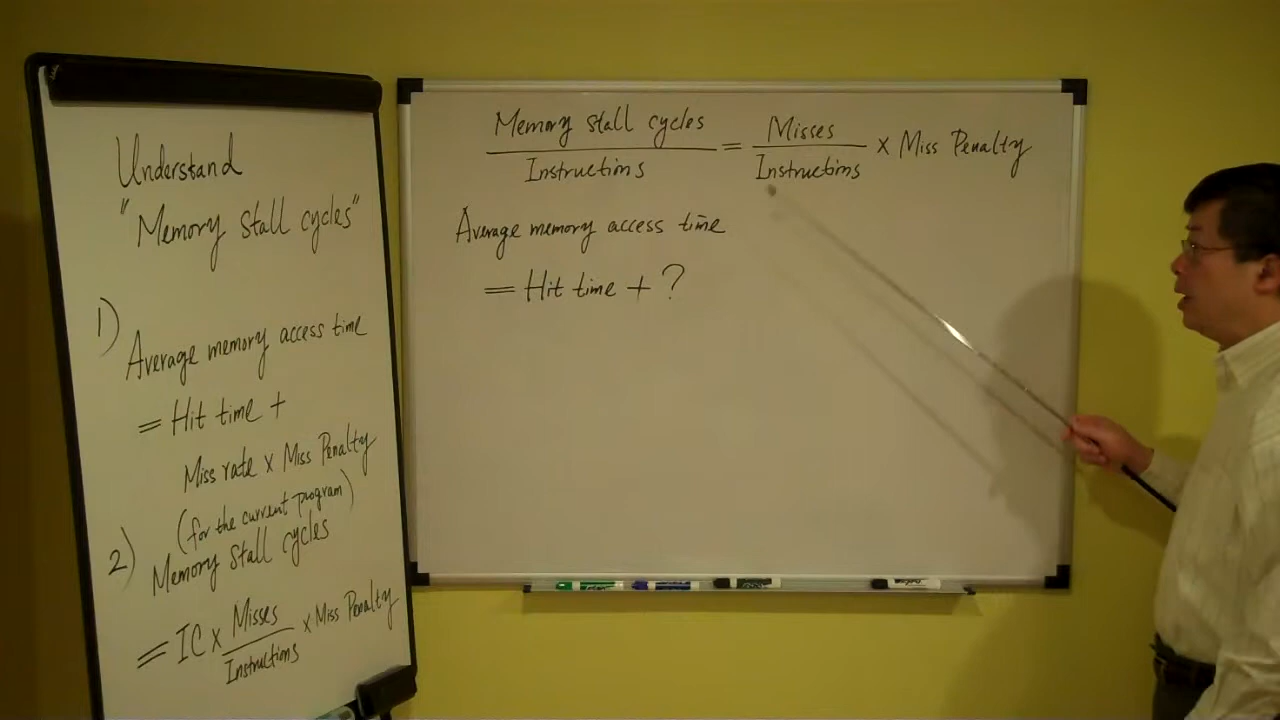 Understand
"Memory stall cycles"
1)
Average memory access time
= Hit time +
Miss rate x Miss Penalty
(for the current program)
2)
Memory stall cycles
= IC x Misses / Instructions x Miss Penalty
Memory stall cycles / Instructions = Misses / Instructions x Miss Penalty
Average memory access time
= Hit time + ?